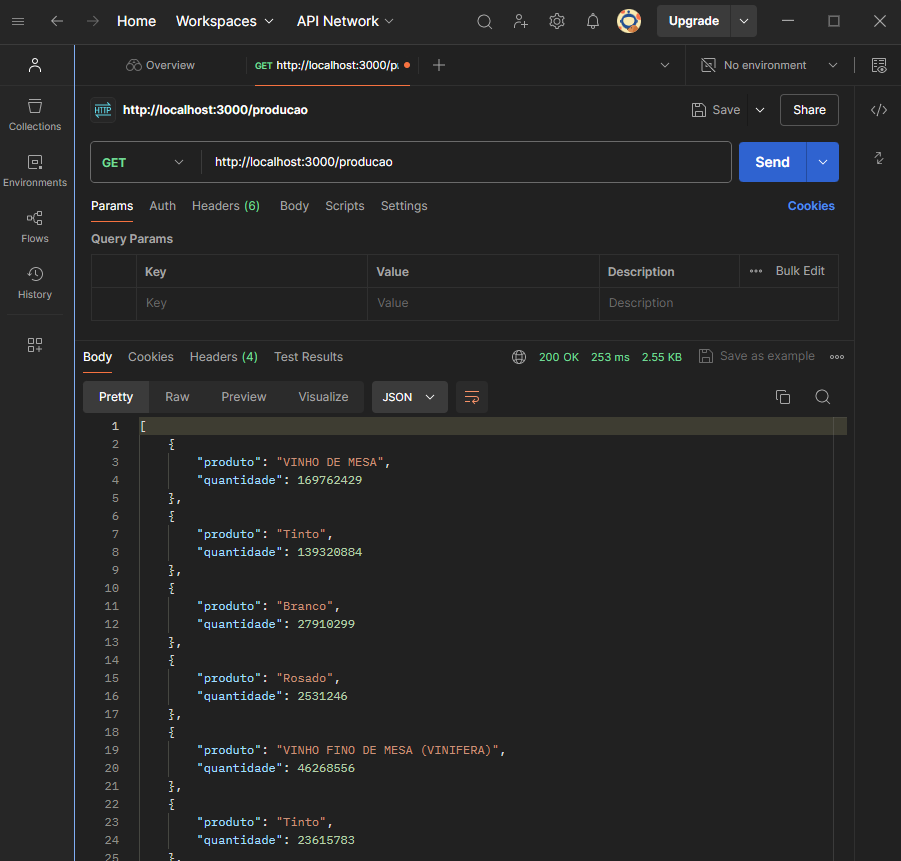 Home Workspaces API Network Upgrade
Overview GET http://localhost:3000/p No environment
HTTP http://localhost:3000/producao Save Share
Collections
GET http://localhost:3000/producao Send
Environments
Params Auth Headers (6) Body Scripts Settings Cookies
Flows
Query Params
History
Key Value Description Bulk Edit
Key Value Description
Body Cookies Headers (4) Test Results 200 OK 253 ms 2.55 KB Save as example
Pretty Raw Preview Visualize JSON
1 [
2 {
3 "produto": "VINHO DE MESA",
4 "quantidade": 169762429
5 },
6 {
7 "produto": "Tinto",
8 "quantidade": 139320884
9 },
10 {
11 "produto": "Branco",
12 "quantidade": 27910299
13 },
14 {
15 "produto": "Rosado",
16 "quantidade": 2531246
17 },
18 {
19 "produto": "VINHO FINO DE MESA (VINIFERA)",
20 "quantidade": 46268556
21 },
22 {
23 "produto": "Tinto",
24 "quantidade": 23615783
25 },